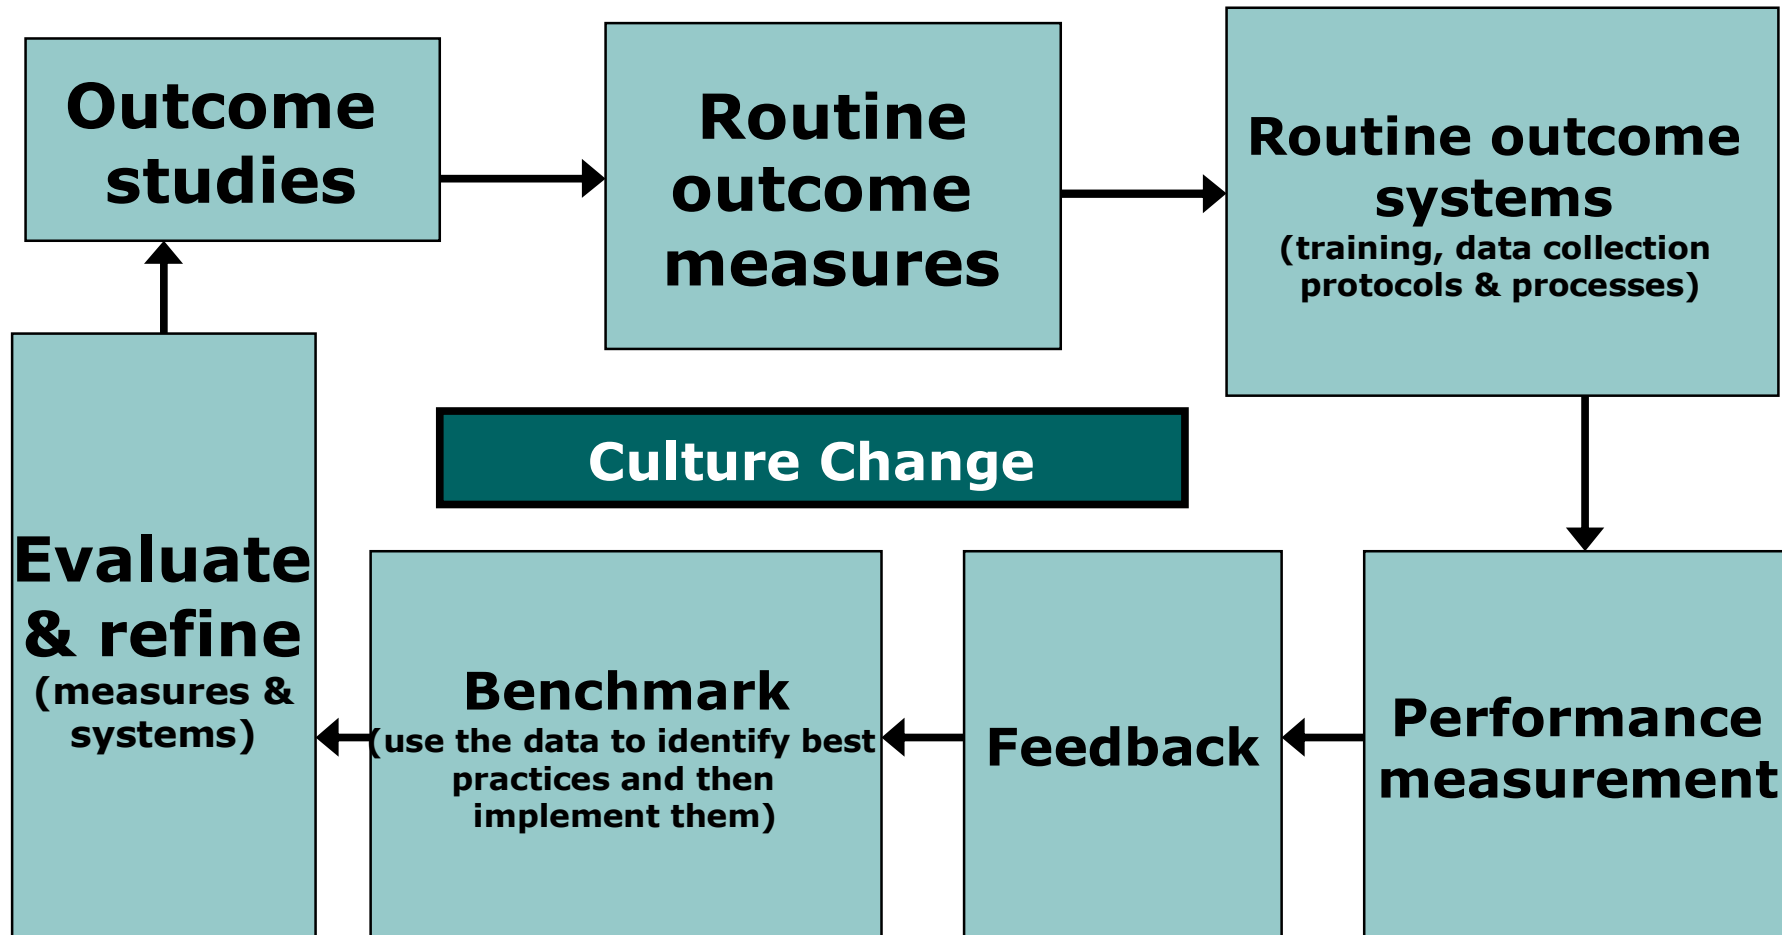 Outcome
studies
Routine
outcome
measures
Routine outcome
systems
(training, data collection
protocols & processes)
Culture Change
Evaluate
& refine
(measures &
systems)
Benchmark
(use the data to identify best
practices and then
implement them)
Feedback
Performance
measurement